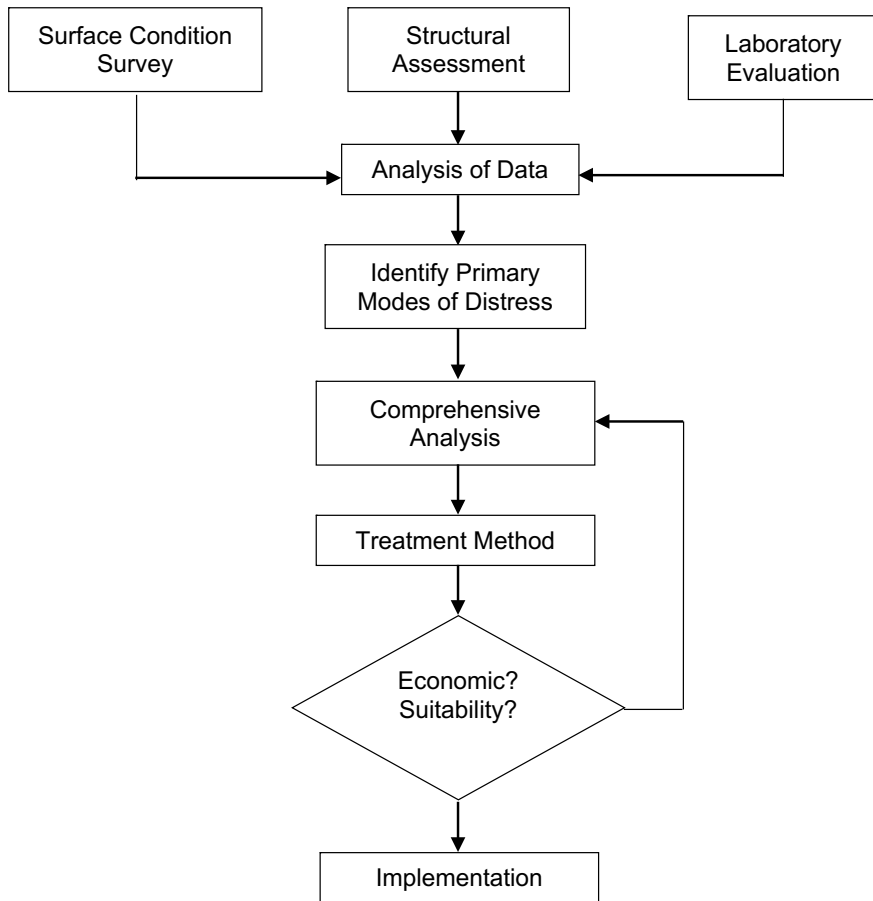 Surface Condition
Survey
Structural
Assessment
Laboratory
Evaluation
Analysis of Data
Identify Primary
Modes of Distress
Comprehensive
Analysis
Treatment Method
Economic?
Suitability?
Implementation